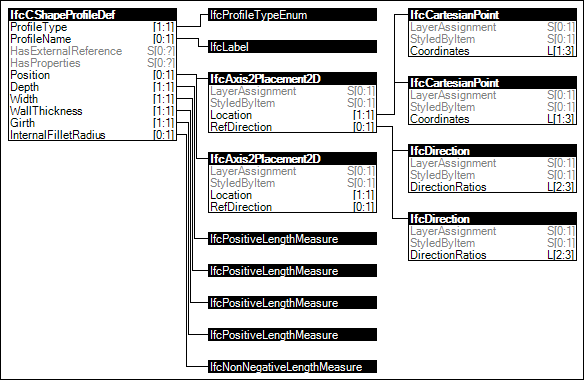 IfcCShapeProfileDef
ProfileType [1:1]
ProfileName [0:1]
HasExternalReference S[0:?]
HasProperties S[0:?]
Position [0:1]
Depth [1:1]
Width [1:1]
WallThickness [1:1]
Girth [1:1]
InternalFilletRadius [0:1]
IfcProfileTypeEnum
IfcLabel
IfcAxis2Placement2D
LayerAssignment S[0:1]
StyledByItem S[0:1]
Location [1:1]
RefDirection [0:1]
IfcAxis2Placement2D
LayerAssignment S[0:1]
StyledByItem S[0:1]
Location [1:1]
RefDirection [0:1]
IfcPositiveLengthMeasure
IfcPositiveLengthMeasure
IfcPositiveLengthMeasure
IfcPositiveLengthMeasure
IfcNonNegativeLengthMeasure
IfcCartesianPoint
LayerAssignment S[0:1]
StyledByItem S[0:1]
Coordinates L[1:3]
IfcCartesianPoint
LayerAssignment S[0:1]
StyledByItem S[0:1]
Coordinates L[1:3]
IfcDirection
LayerAssignment S[0:1]
StyledByItem S[0:1]
DirectionRatios L[2:3]
IfcDirection
LayerAssignment S[0:1]
StyledByItem S[0:1]
DirectionRatios L[2:3]